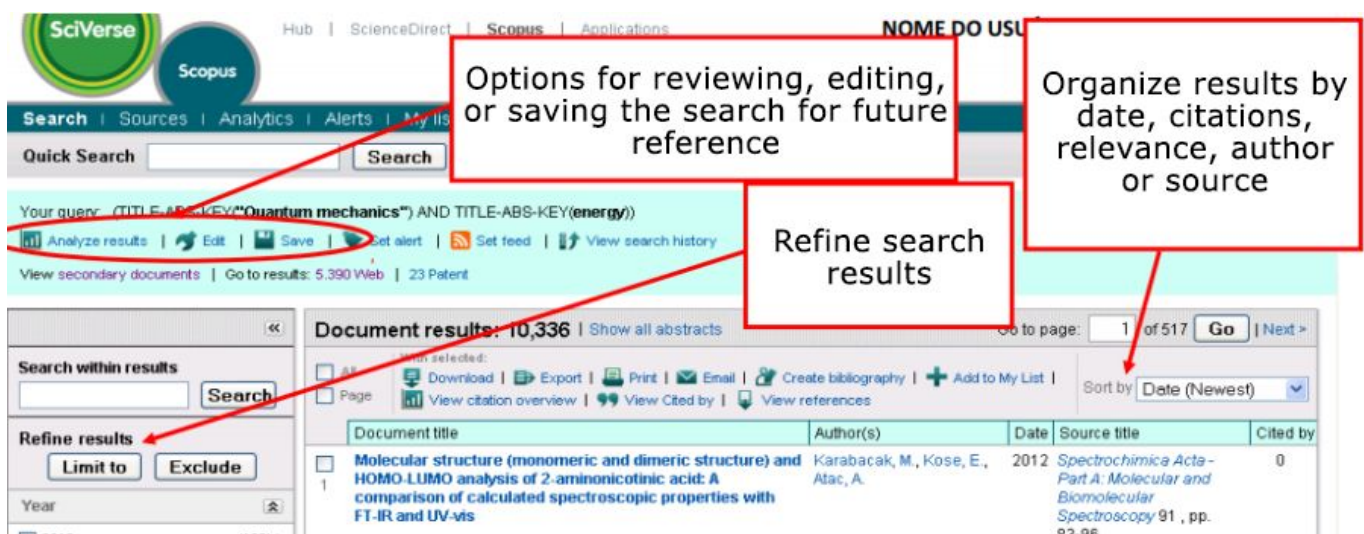 SciVerse
Scopus
Hub | ScienceDirect | Scopus | Applications
NOME DO
Options for reviewing, editing,
or saving the search for future
reference
Organize results by
date, citations,
relevance, author
or source
Search | Sources | Analytics | Alerts | My
Quick Search Search
Your query: (TITLE-ABS-KEY("Quantum mechanics") AND TITLE-ABS-KEY(energy))
Analyze results | Edit | Save | Set alert | Set feed | View search history
View secondary documents | Go to results: 5.390 Web | 23 Patent
Refine search
results
Document results: 10,336 | Show all abstracts
Go to page: 1 of 517 Go | Next >
Search within results
Search
All
Page
With selected:
Download | Export | Print | Email | Create bibliography | Add to My List |
View citation overview | View Cited by | View references
Sort by Date (Newest)
Refine results
Limit to Exclude
Year
Document title Author(s) Date Source title Cited by
1
Molecular structure (monomeric and dimeric structure) and
HOMO-LUMO analysis of 2-aminonicotinic acid: A
comparison of calculated spectroscopic properties with
FT-IR and UV-vis
Karabacak, M., Kose, E.,
Atac, A.
2012
Spectrochimica Acta -
Part A: Molecular and
Biomolecular
Spectroscopy 91 , pp.
0